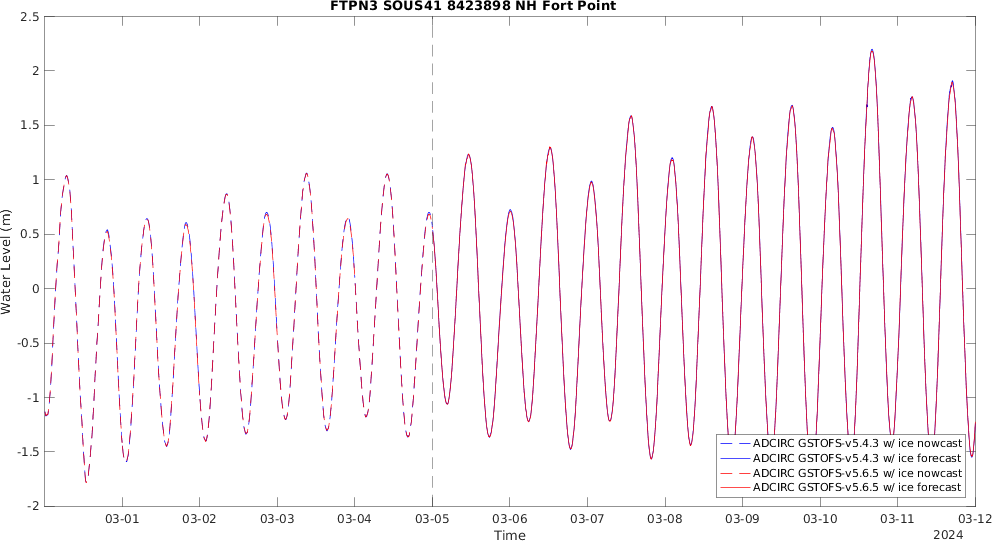 FTPN3 SOUS41 8423898 NH Fort Point
2.5
2
1.5
1
0.5
0
-0.5
-1
-1.5
-2
Water Level (m)
ADCIRC GSTOFS-v5.4.3 w/ ice nowcast
ADCIRC GSTOFS-v5.4.3 w/ ice forecast
ADCIRC GSTOFS-v5.6.5 w/ ice nowcast
ADCIRC GSTOFS-v5.6.5 w/ ice forecast
03-01 03-02 03-03 03-04 03-05 03-06 03-07 03-08 03-09 03-10 03-11 03-12
Time
2024